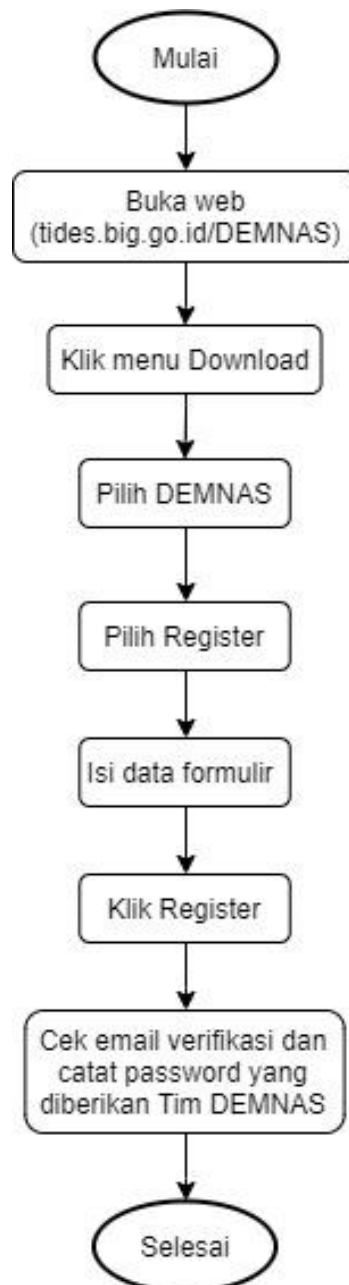 Mulai
Buka web
(tides.big.go.id/DEMNAS)
Klik menu Download
Pilih DEMNAS
Pilih Register
Isi data formulir
Klik Register
Cek email verifikasi dan
catat password yang
diberikan Tim DEMNAS
Selesai